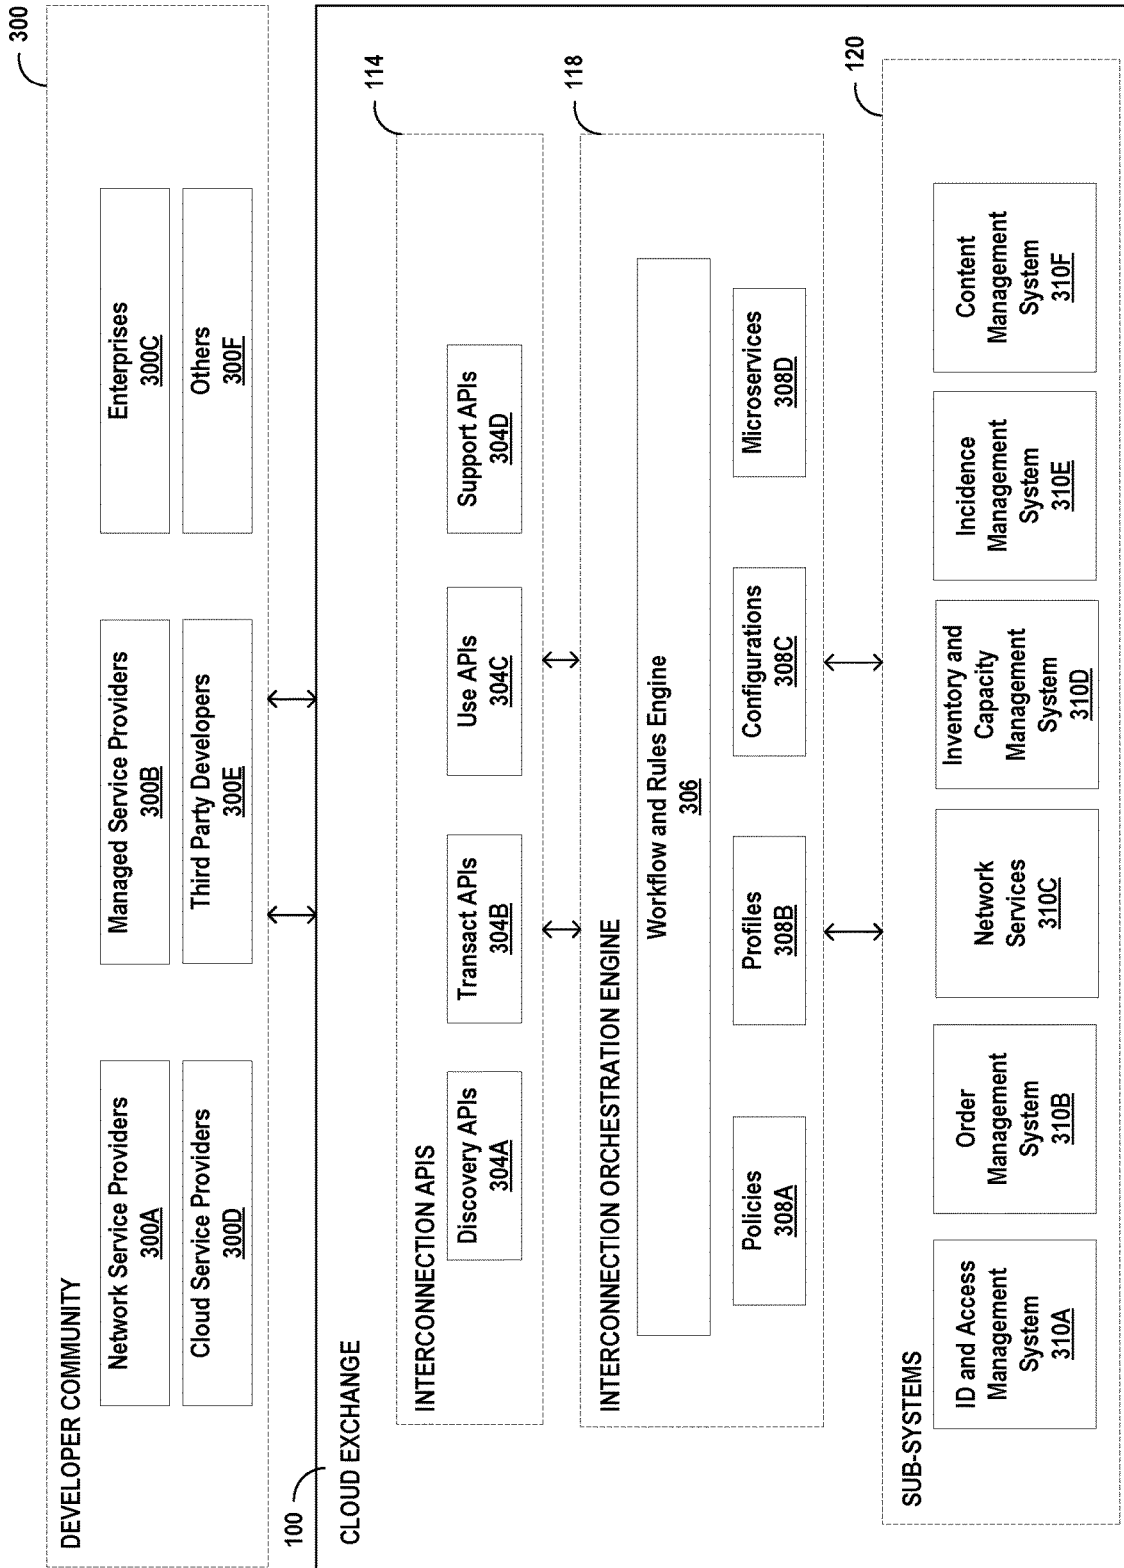 300
DEVELOPER COMMUNITY
Network Service Providers
300A
Managed Service Providers
300B
Enterprises
300C
Cloud Service Providers
300D
Third Party Developers
300E
Others
300F
100
CLOUD EXCHANGE
114
INTERCONNECTION APIS
Discovery APIs
304A
Transact APIs
304B
Use APIs
304C
Support APIs
304D
118
INTERCONNECTION ORCHESTRATION ENGINE
Workflow and Rules Engine
306
Policies
308A
Profiles
308B
Configurations
308C
Microservices
308D
120
SUB-SYSTEMS
ID and Access
Management
System
310A
Order
Management
System
310B
Network
Services
310C
Inventory and
Capacity
Management
System
310D
Incidence
Management
System
310E
Content
Management
System
310F